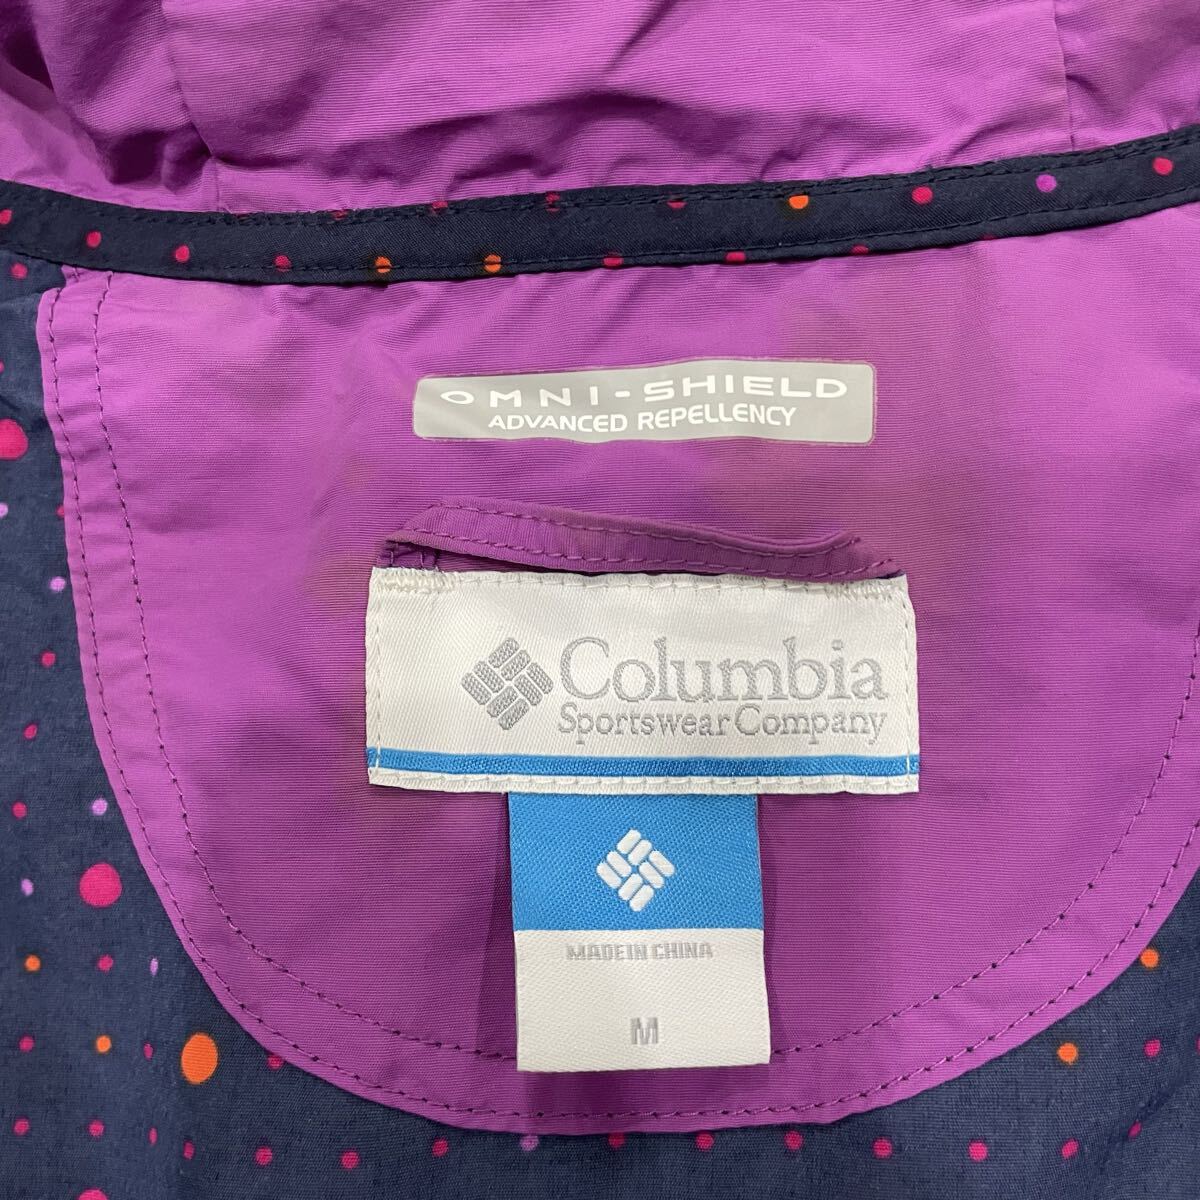 OMNI-SHIELD
ADVANCED REPELLENCY
Columbia
Sportswear Company
MADE IN CHINA
M